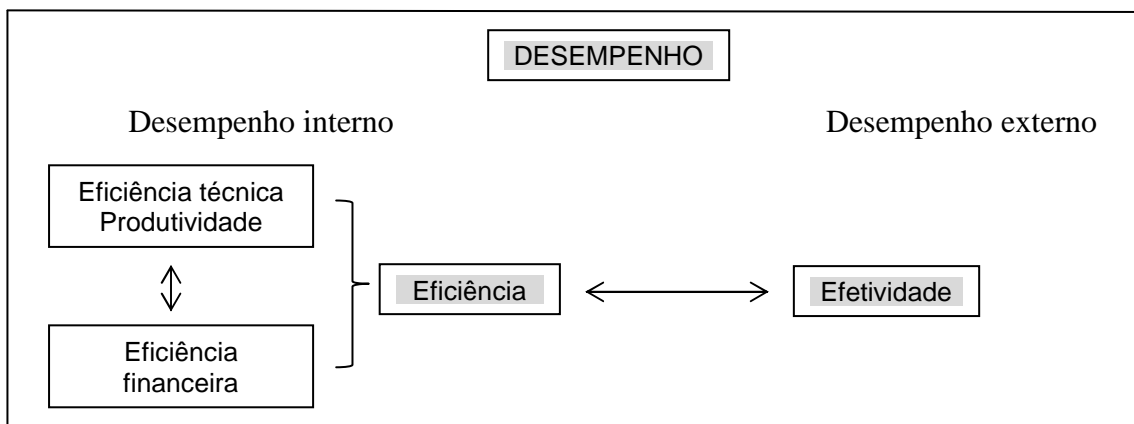 DESEMPENHO
Desempenho interno
Desempenho externo
Eficiência técnica
Produtividade
Eficiência
Efetividade
Eficiência
financeira